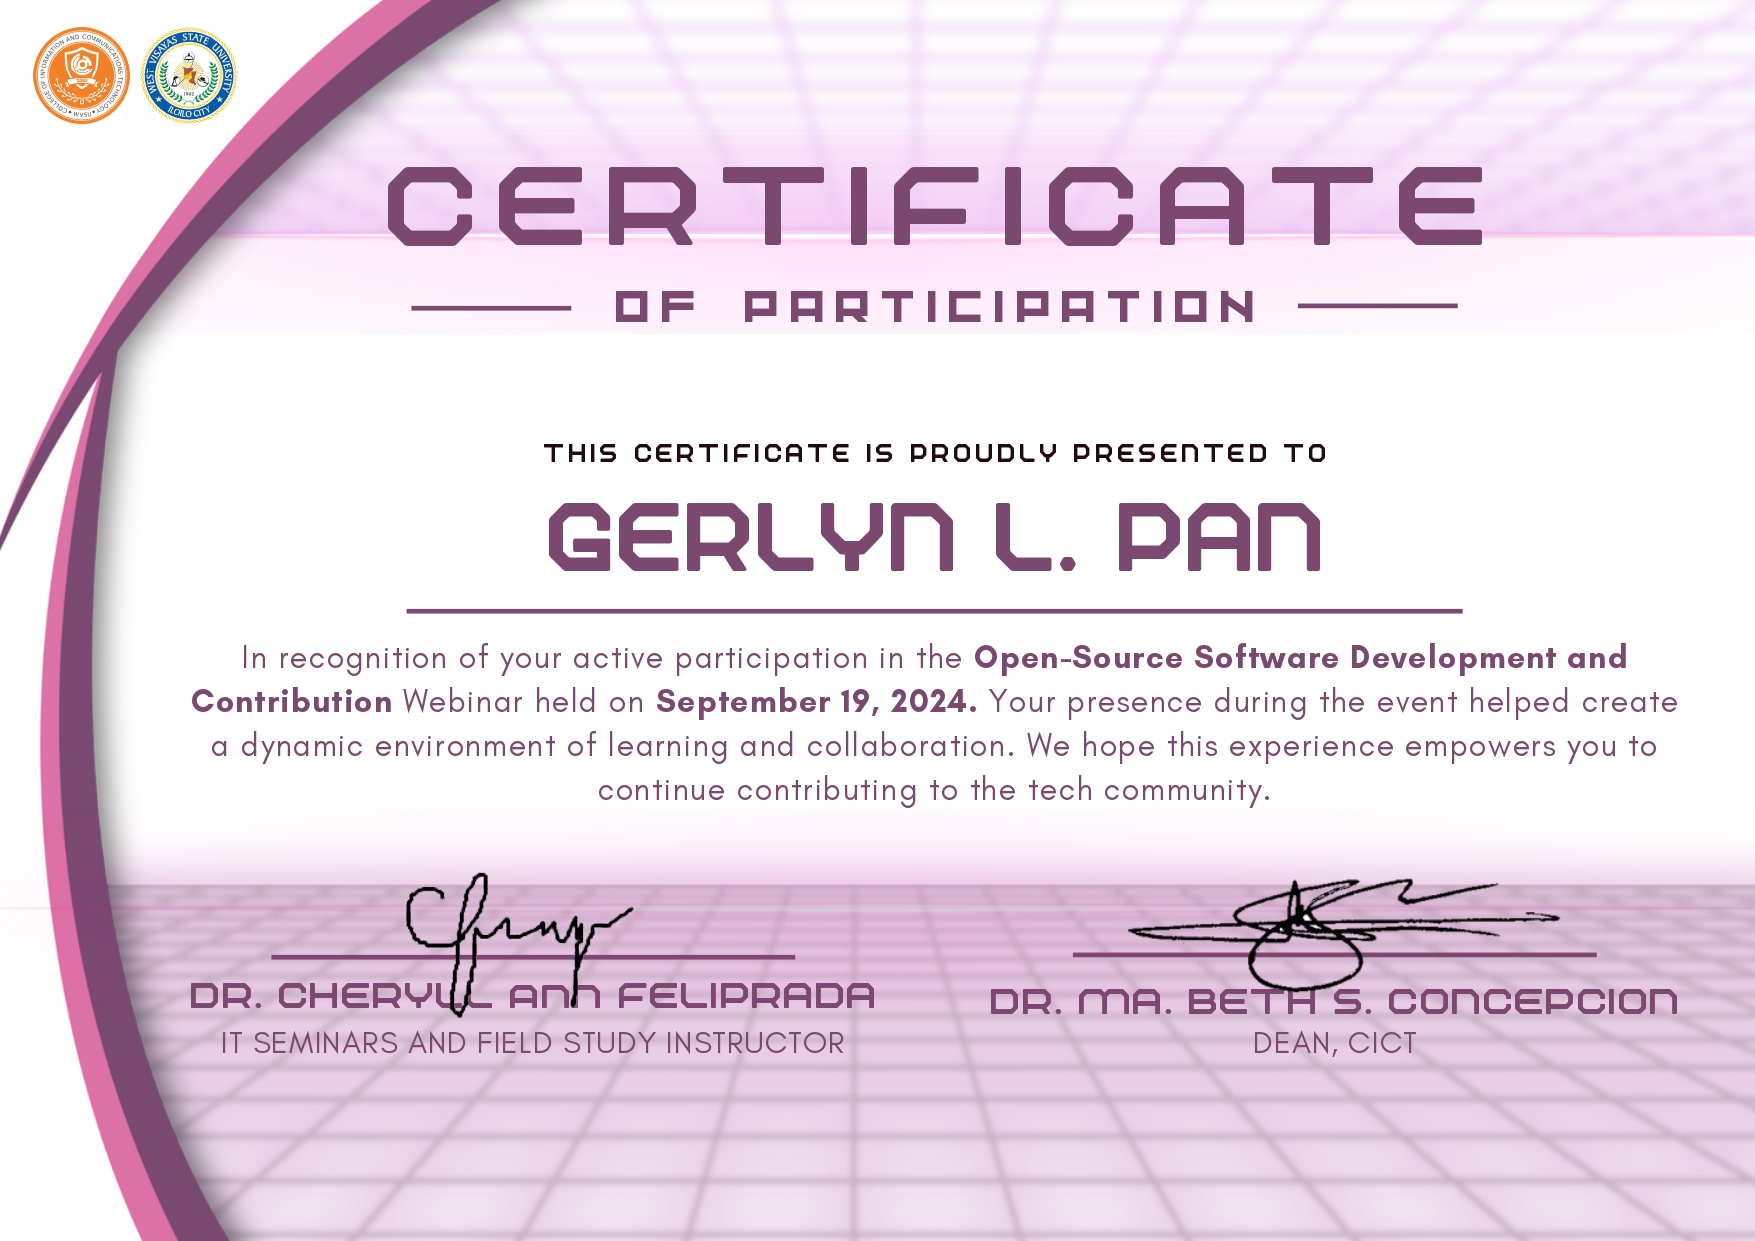 COLLEGE OF INFORMATION AND COMMUNICATIONS TECHNOLOGY
WVSU
2002
WEST VISAYAS STATE UNIVERSITY
1902
ILOILO CITY
CERTIFICATE
OF PARTICIPATION
THIS CERTIFICATE IS PROUDLY PRESENTED TO
GERLYN L. PAN
In recognition of your active participation in the Open-Source Software Development and
Contribution Webinar held on September 19, 2024. Your presence during the event helped create
a dynamic environment of learning and collaboration. We hope this experience empowers you to
continue contributing to the tech community.
DR. CHERYLL ANN FELIPRADA
IT SEMINARS AND FIELD STUDY INSTRUCTOR
DR. MA. BETH S. CONCEPCION
DEAN, CICT